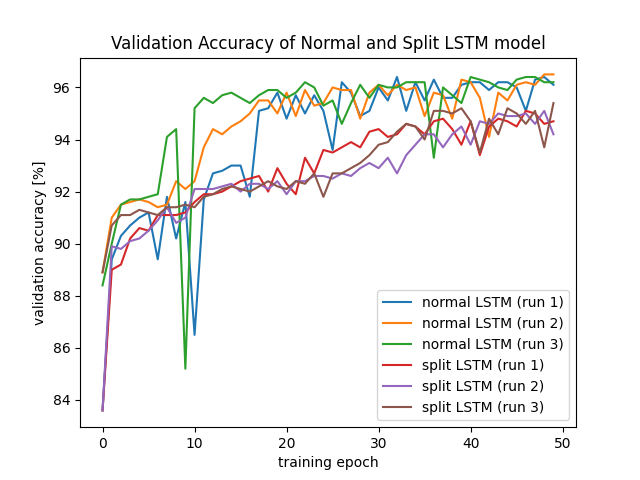 Validation Accuracy of Normal and Split LSTM model
validation accuracy [%]
96
94
92
90
88
86
84
0
10
20
30
40
50
training epoch
normal LSTM (run 1)
normal LSTM (run 2)
normal LSTM (run 3)
split LSTM (run 1)
split LSTM (run 2)
split LSTM (run 3)